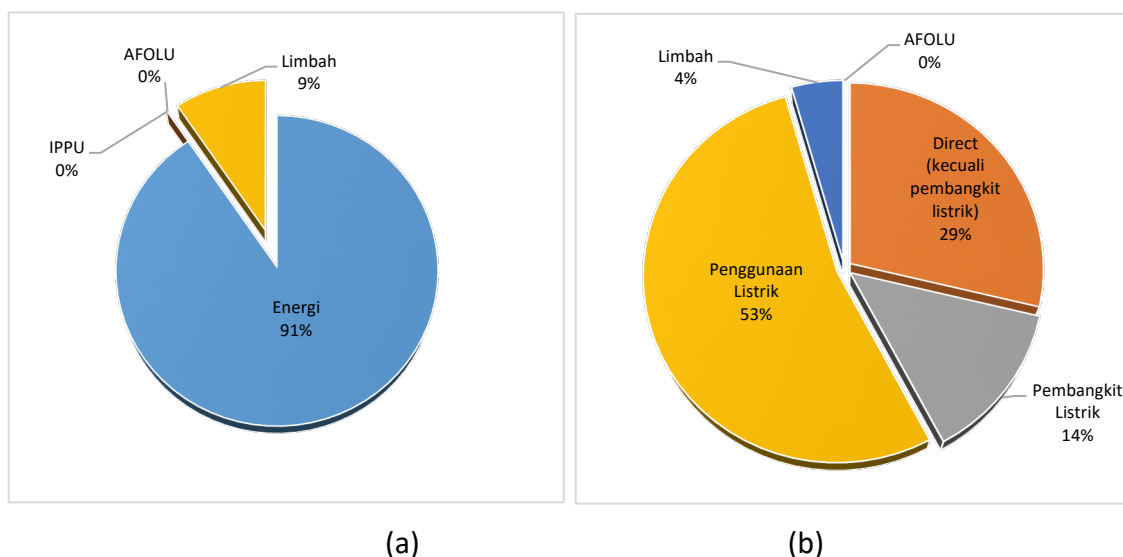 AFOLU
0%
Limbah
9%
IPPU
0%
Energi
91%
(a)
AFOLU
0%
Limbah
4%
Direct
(kecuali
pembangkit
listrik)
29%
Penggunaan
Listrik
53%
Pembangkit
Listrik
14%
(b)